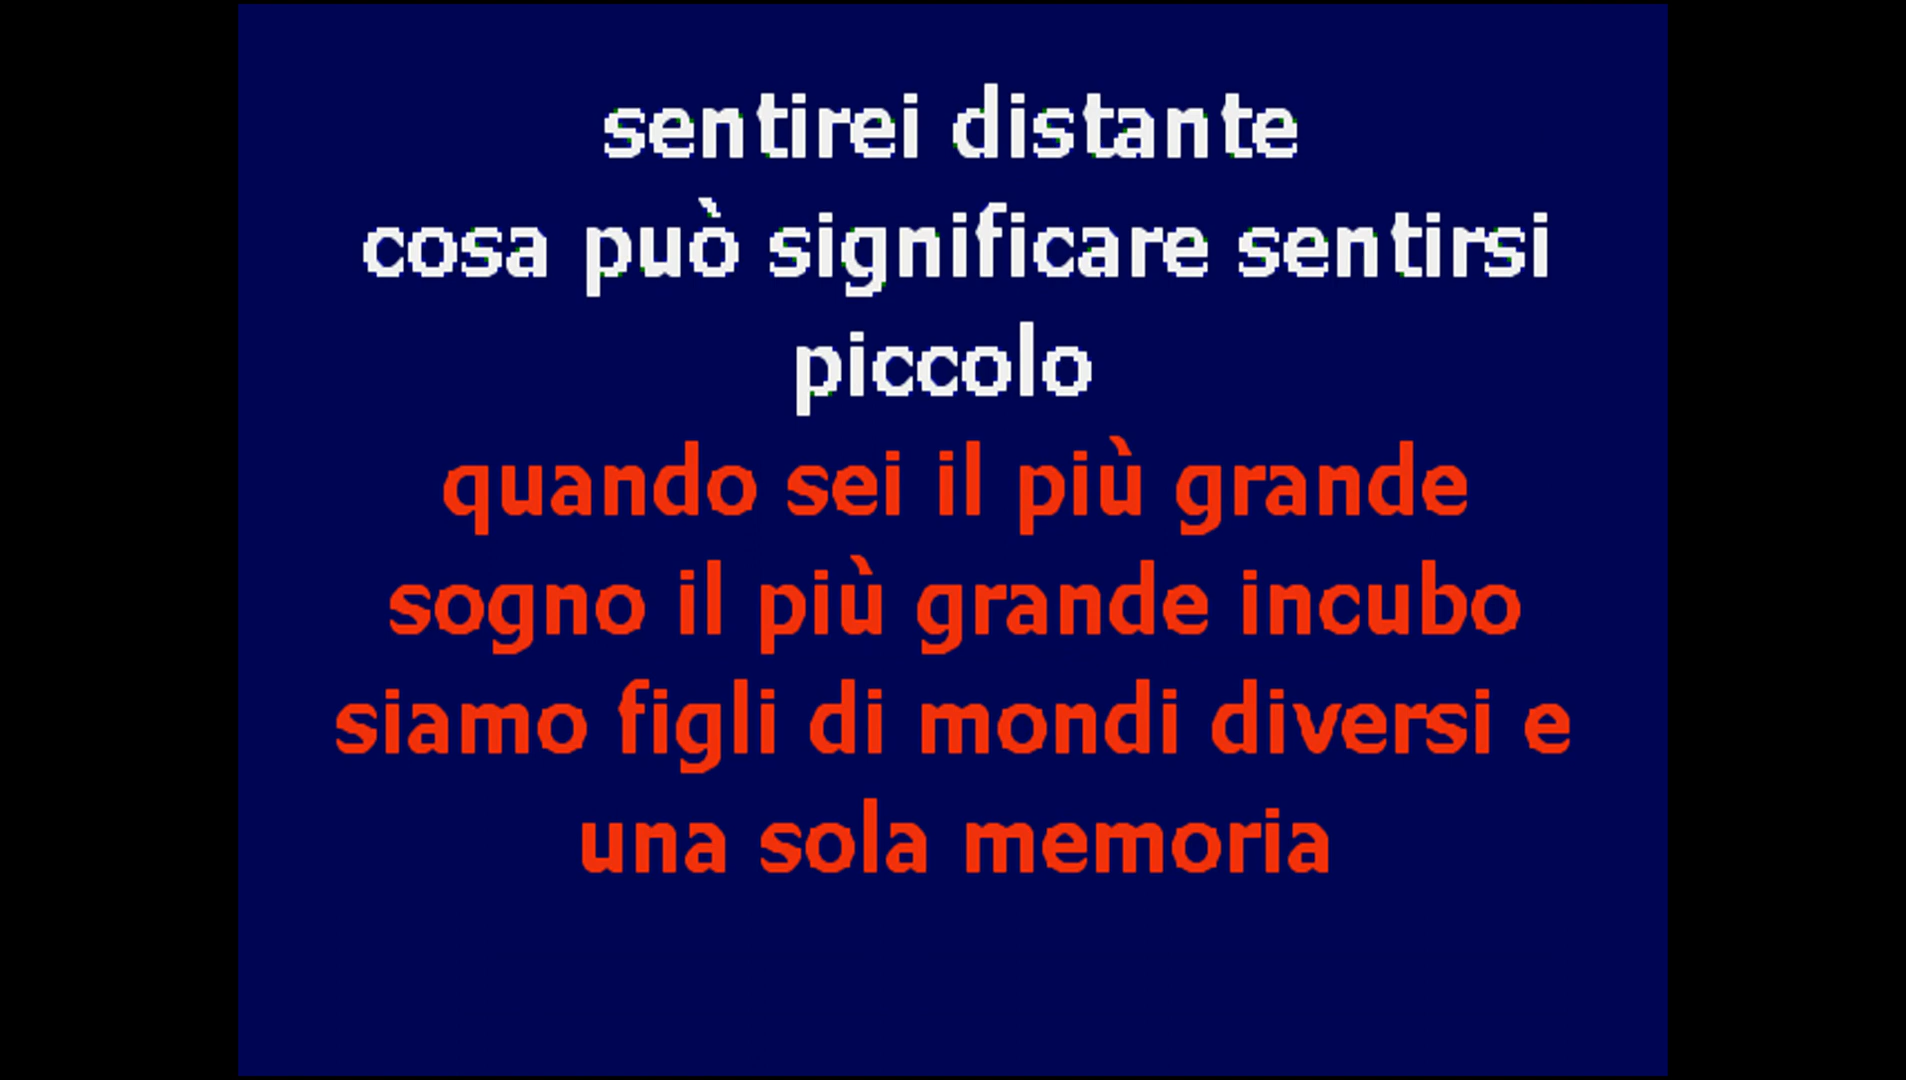 sentirei distante
cosa può significare sentirsi
piccolo
quando sei il più grande
sogno il più grande incubo
siamo figli di mondi diversi e
una sola memoria